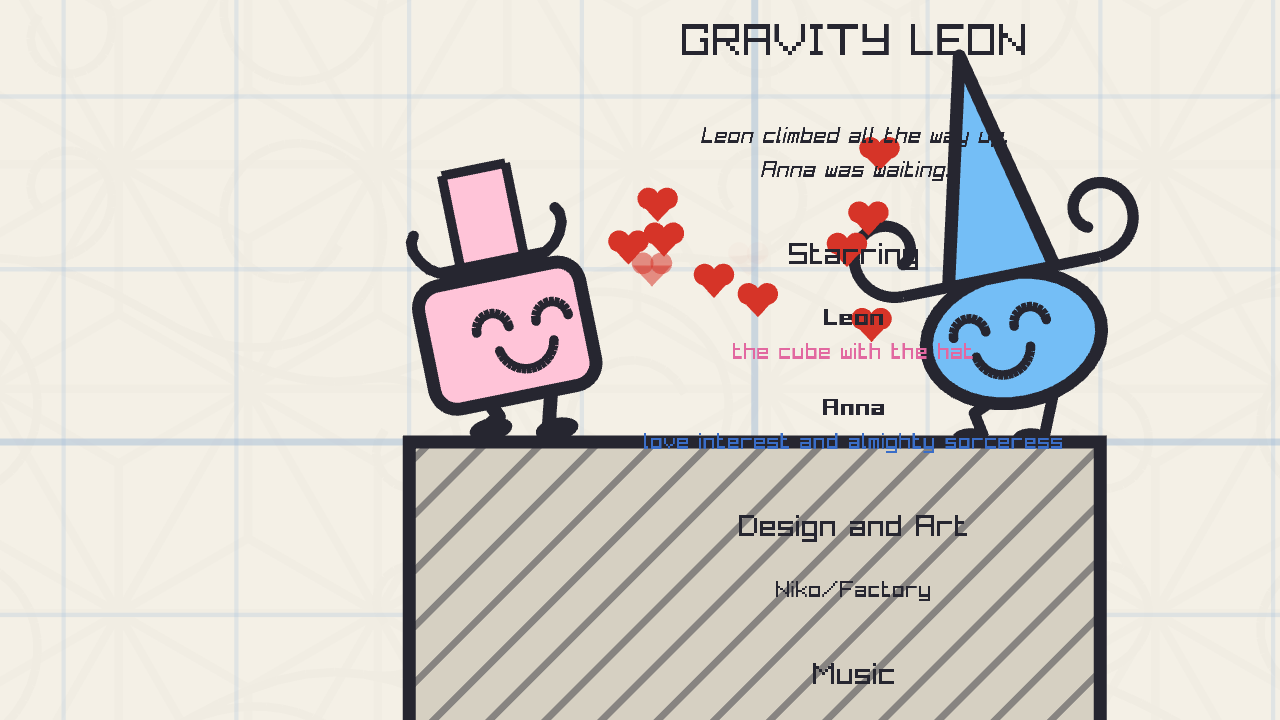 GRAVITY LEON
Leon climbed all the way up.
Anna was waiting.
Starring
Leon
the cube with the hat
Anna
love interest and almighty sorceress
Design and Art
Niko/Factory
Music